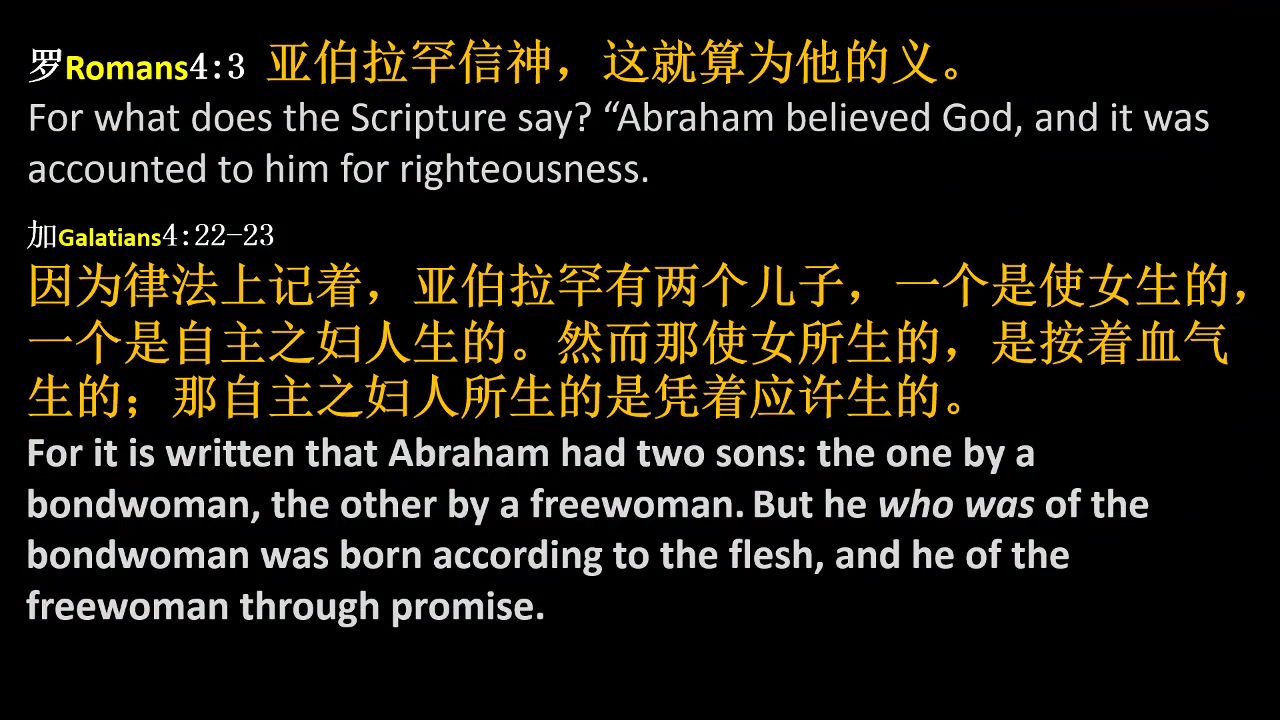 罗Romans4:3 亚伯拉罕信神，这就算为他的义。
For what does the Scripture say? “Abraham believed God, and it was
accounted to him for righteousness.
加Galatians4:22-23
因为律法上记着，亚伯拉罕有两个儿子，一个是使女生的，
一个是自主之妇人生的。然而那使女所生的，是按着血气
生的；那自主之妇人所生的是凭着应许生的。
For it is written that Abraham had two sons: the one by a
bondwoman, the other by a freewoman. But he who was of the
bondwoman was born according to the flesh, and he of the
freewoman through promise.